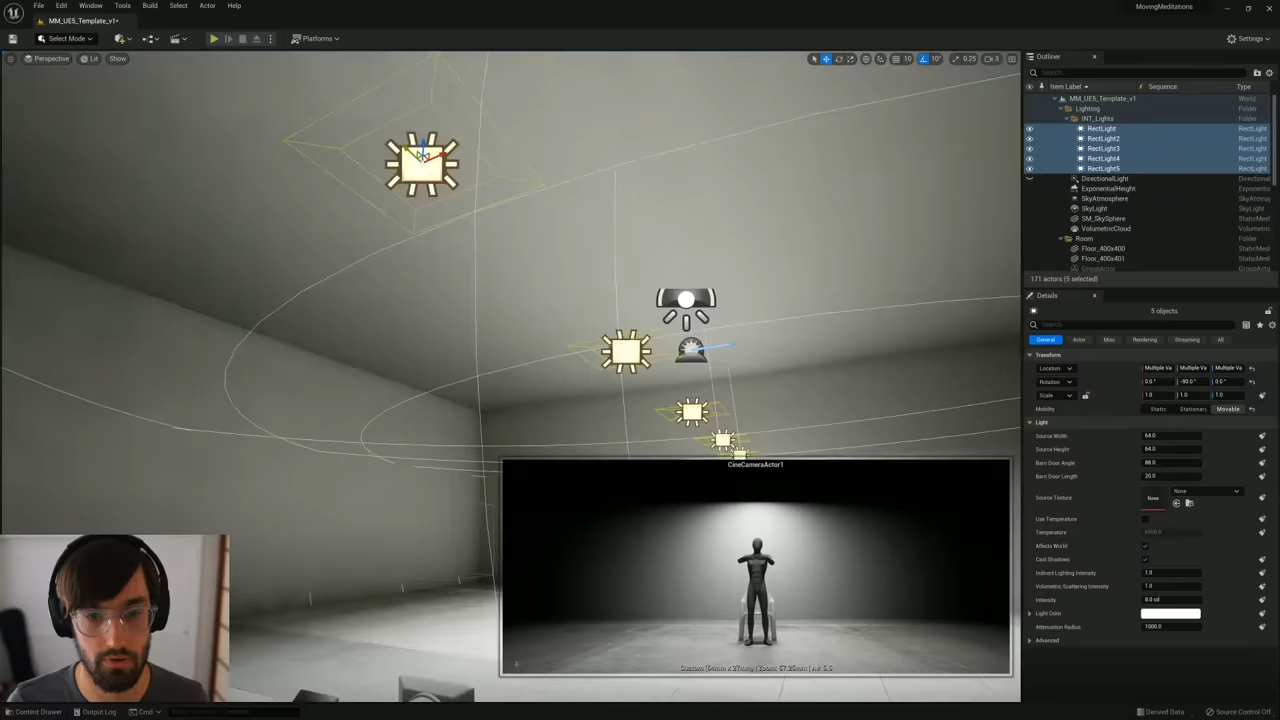 File Edit Window Tools Build Select Actor Help
MovingMeditations
MM_UE5_Template_v1*
Select Mode
Platforms
Settings
Perspective Lit Show
10 10° 0.25 3
Outliner
Search...
Item Label Sequence Type
MM_UE5_Template_v1 World
Lighting Folder
INT_Lights Folder
RectLight RectLight
RectLight2 RectLight
RectLight3 RectLight
RectLight4 RectLight
RectLight5 RectLight
DirectionalLight Directional
ExponentialHeight Exponentia
SkyAtmosphere SkyAtmos
SkyLight SkyLight
SM_SkySphere StaticMes
VolumetricCloud Volumetric
Room Folder
Floor_400x400 StaticMes
Floor_400x401 StaticMes
171 actors (5 selected)
Details
5 objects
Search
General Actor Misc Rendering Streaming All
Transform
Location Multiple Va Multiple Va Multiple Va
Rotation 0.0 ° -90.0 ° 0.0 °
Scale 1.0 1.0 1.0
Mobility Static Stationary Movable
Light
Source Width 64.0
Source Height 64.0
Barn Door Angle 88.0
Barn Door Length 20.0
Source Texture None None
Use Temperature
Temperature 6500.0
Affects World
Cast Shadows
Indirect Lighting Intensity 1.0
Volumetric Scattering Intensity 1.0
Intensity 8.0 cd
Light Color
Attenuation Radius 1000.0
Advanced
CineCameraActor1
Content Drawer Output Log Cmd
Derived Data Source Control Off